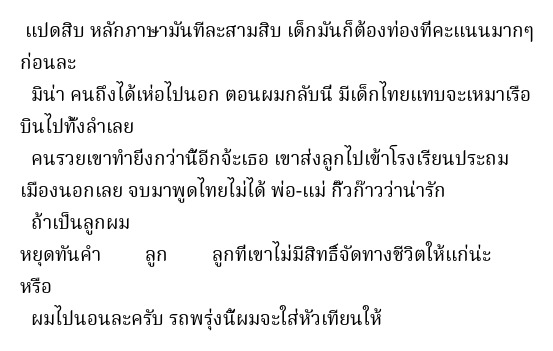 แปดสิบ หลักภาษามันทีละสามสิบ เด็กมันก็ต้องท่องที่คะแนนมากๆ
ก่อนละ
มิน่า คนถึงได้เห่อไปนอก ตอนผมกลับนี่ มีเด็กไทยแทบจะเหมาเรือ
บินไปทั้งลำเลย
คนรวยเขาทำยิ่งกว่านี้อีกจ้ะเธอ เขาส่งลูกไปเข้าโรงเรียนประถม
เมืองนอกเลย จบมาพูดไทยไม่ได้ พ่อ-แม่ กิ๊วก๊าวว่าน่ารัก
ถ้าเป็นลูกผม
หยุดทันคำ ลูก ลูกที่เขาไม่มีสิทธิ์จัดทางชีวิตให้แก่น่ะ
หรือ
ผมไปนอนละครับ รถพรุ่งนี้ผมจะใส่หัวเทียนให้